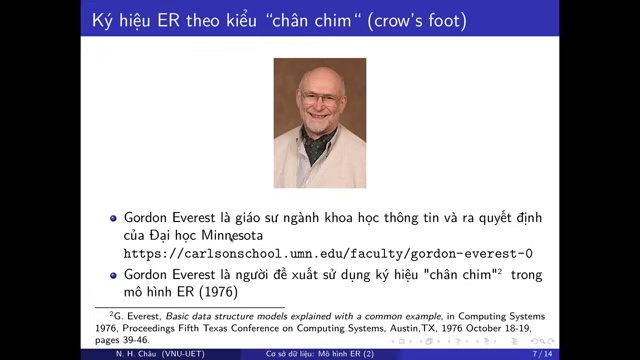 Ký hiệu ER theo kiểu “chân chim“ (crow’s foot)
Gordon Everest là giáo sư ngành khoa học thông tin và ra quyết định
của Đại học Minnesota
https://carlsonschool.umn.edu/faculty/gordon-everest-0
Gordon Everest là người đề xuất sử dụng ký hiệu "chân chim"2 trong
mô hình ER (1976)
2G. Everest, Basic data structure models explained with a common example, in Computing Systems
1976, Proceedings Fifth Texas Conference on Computing Systems, Austin,TX, 1976 October 18-19,
pages 39-46.
N. H. Châu (VNU-UET) Cơ sở dữ liệu: Mô hình ER (2) 7 / 14